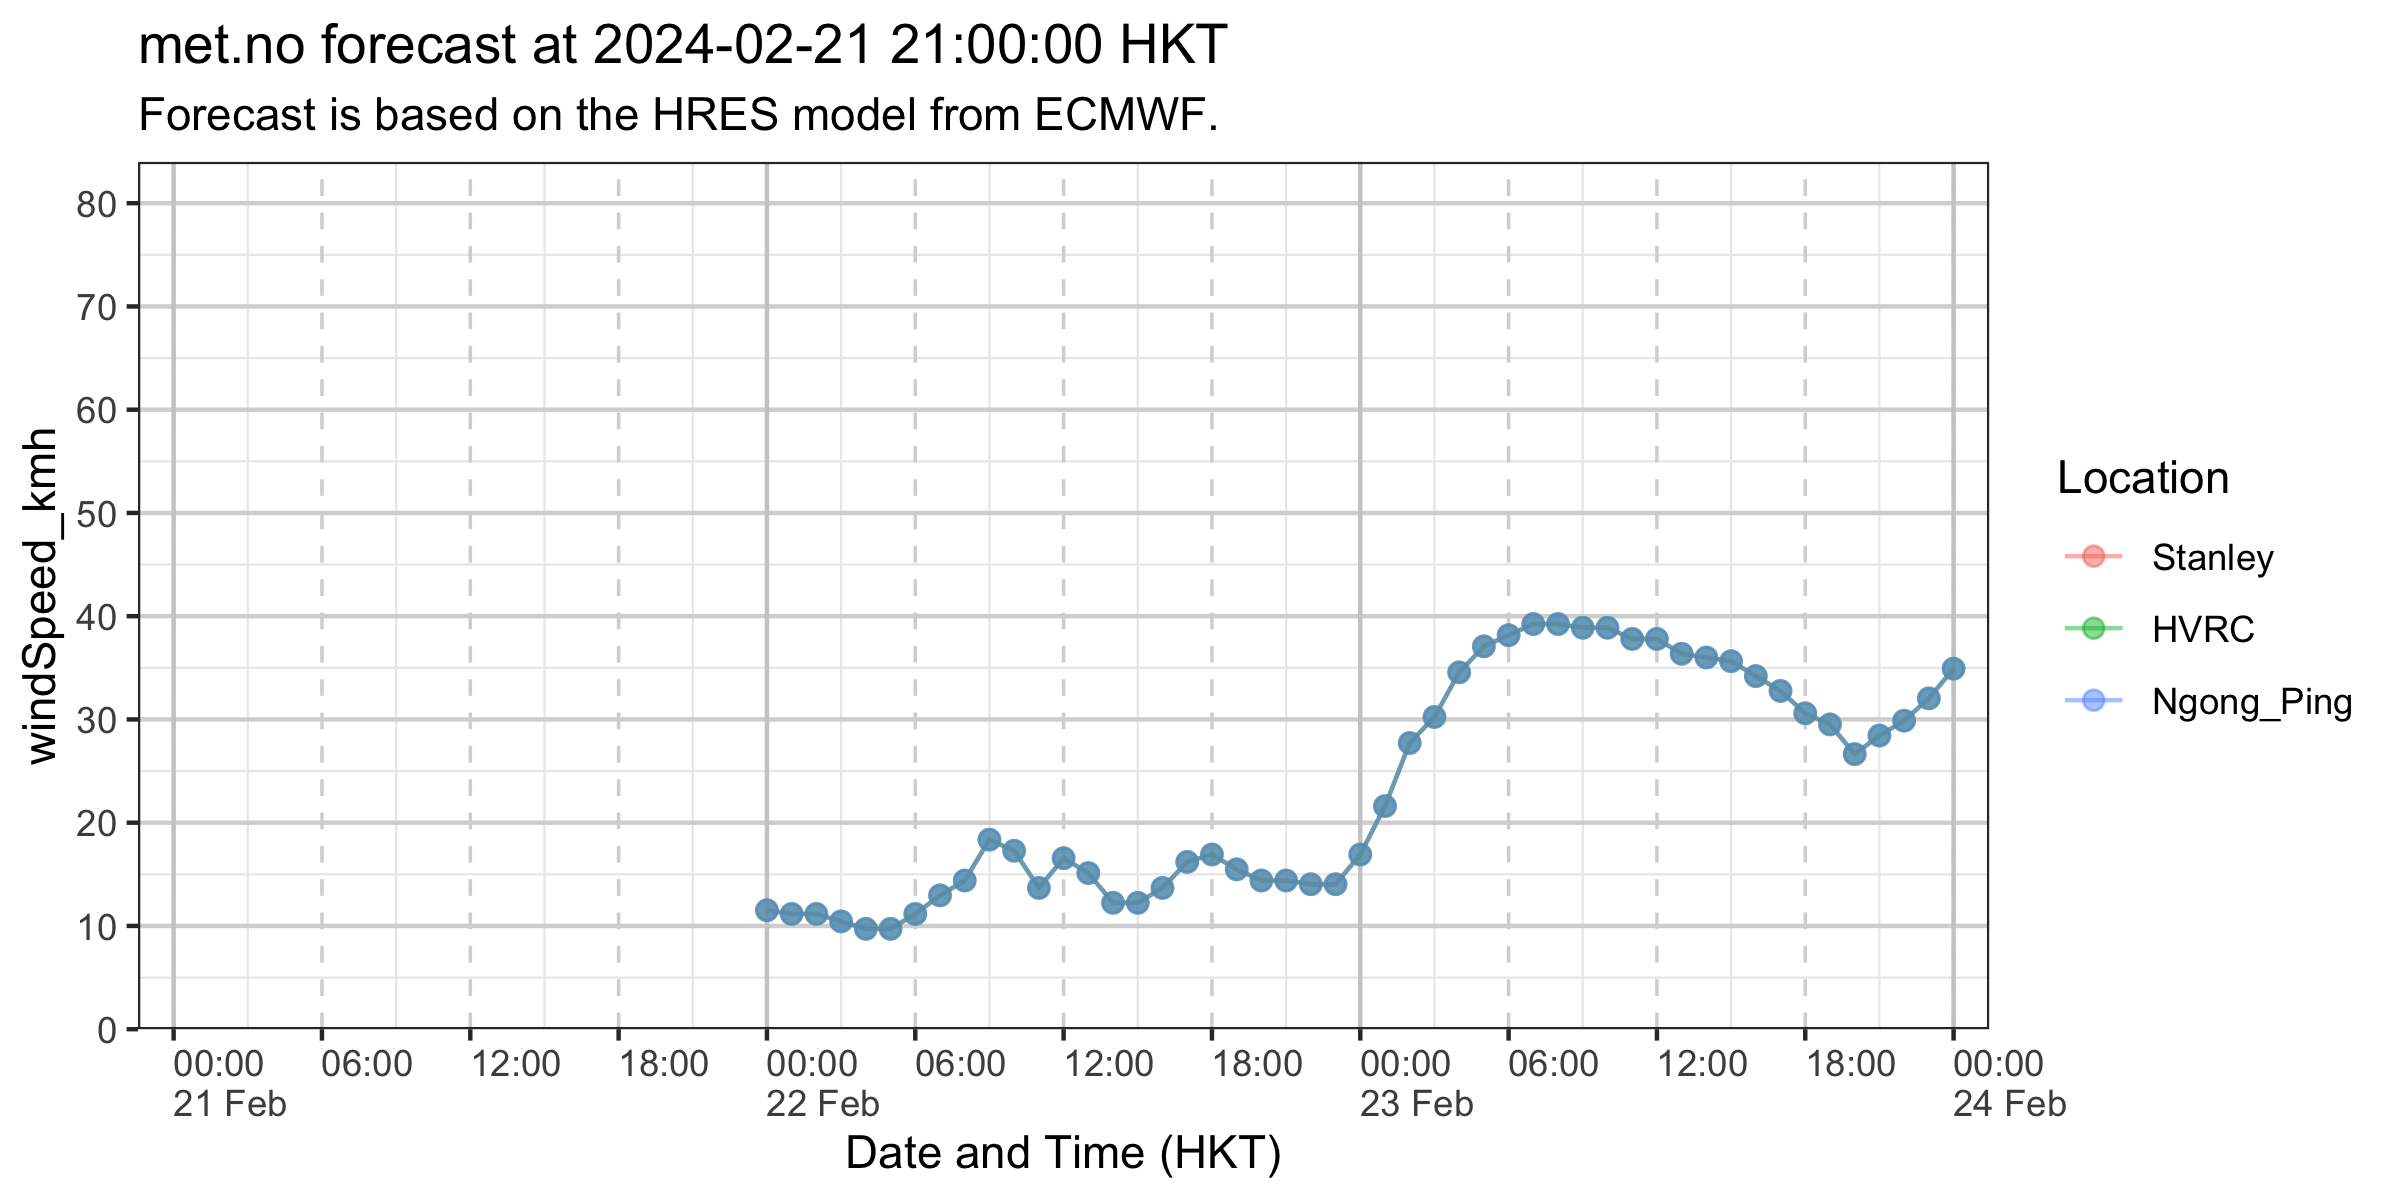 met.no forecast at 2024-02-21 21:00:00 HKT
Forecast is based on the HRES model from ECMWF.
windSpeed_kmh
80
70
60
50
40
30
20
10
0
00:00 06:00 12:00 18:00 00:00 06:00 12:00 18:00 00:00 06:00 12:00 18:00 00:00
21 Feb 22 Feb 23 Feb 24 Feb
Date and Time (HKT)
Location
Stanley
HVRC
Ngong_Ping